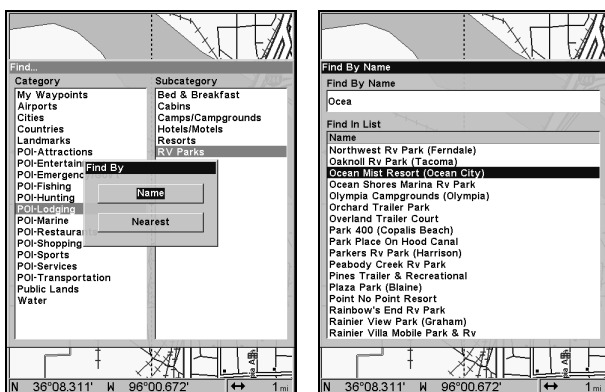 Find...
Category
My Waypoints
Airports
Cities
Countries
Landmarks
POI-Attractions
POI-Entertain
POI-Emergenc
POI-Fishing
POI-Hunting
POI-Lodging
POI-Marine
POI-Restaura
POI-Shopping
POI-Sports
POI-Services
POI-Transportation
Public Lands
Water
Subcategory
Bed & Breakfast
Cabins
Camps/Campgrounds
Hotels/Motels
Resorts
RV Parks
Find By
Name
Nearest
N 36°08.311' W 96°00.672' ↔ 1 mi
Find By Name
Find By Name
Ocea
Find In List
Name
Northwest Rv Park (Ferndale)
Oaknoll Rv Park (Tacoma)
Ocean Mist Resort (Ocean City)
Ocean Shores Marina Rv Park
Olympia Campgrounds (Olympia)
Orchard Trailer Park
Overland Trailer Court
Park 400 (Copalis Beach)
Park Place On Hood Canal
Parkers Rv Park (Harrison)
Peabody Creek Rv Park
Pines Trailer & Recreational
Plaza Park (Blaine)
Point No Point Resort
Rainbow's End Rv Park
Rainier View Park (Graham)
Rainier Villa Mobile Park & Rv
N 36°08.311' W 96°00.672' ↔ 1 mi